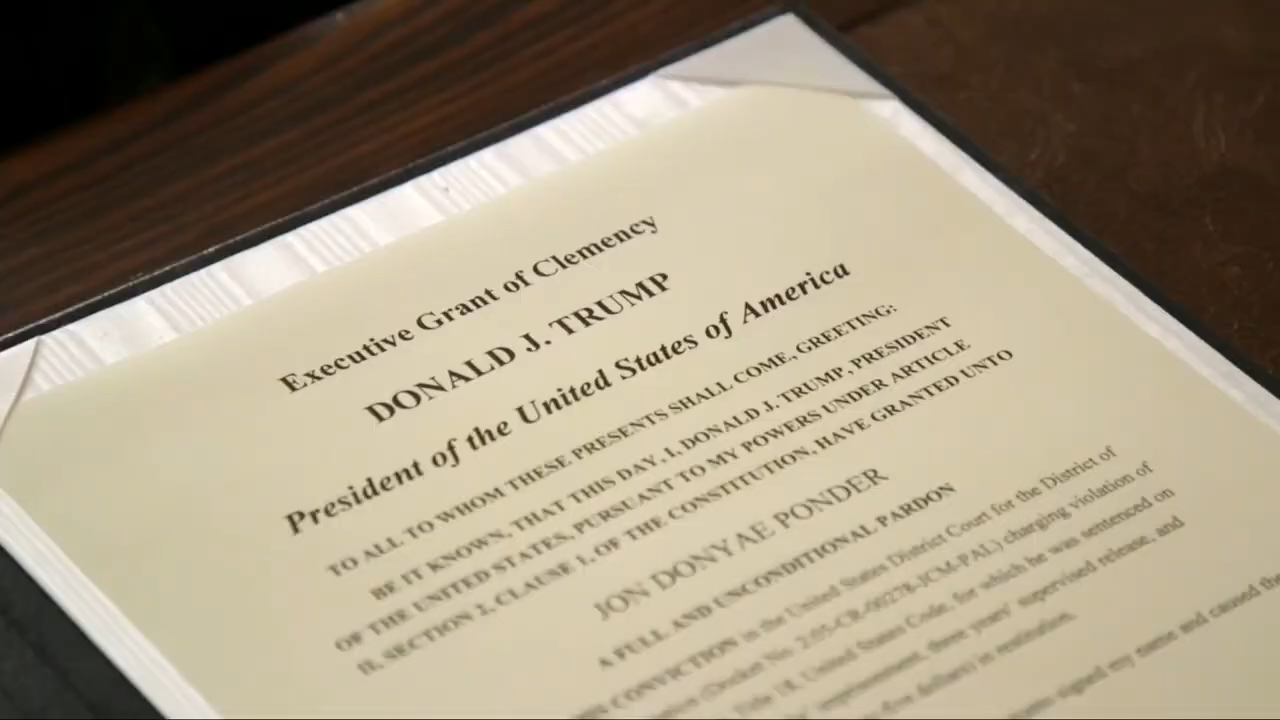 Executive Grant of Clemency
DONALD J. TRUMP
President of the United States of America
TO ALL TO WHOM THESE PRESENTS SHALL COME, GREETING:
BE IT KNOWN, THAT THIS DAY, I, DONALD J. TRUMP, PRESIDENT
OF THE UNITED STATES, PURSUANT TO MY POWERS UNDER ARTICLE
II, SECTION 2, CLAUSE 1, OF THE CONSTITUTION, HAVE GRANTED UNTO
JON DONYAE PONDER
A FULL AND UNCONDITIONAL PARDON
CONVICTION in the United States District Court for the District of
(Docket No. 2:05-CR-00278-JCM-PAL) charging violation of
Title 18, United States Code, for which he was sentenced on
imprisonment, three years' supervised release, and
five dollars) in restitution.
signed my name and caused the